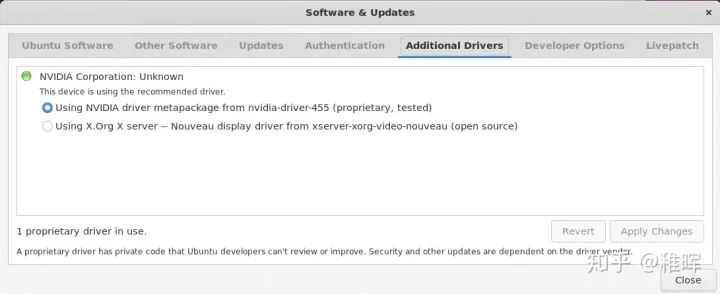 Software & Updates
Ubuntu Software Other Software Updates Authentication Additional Drivers Developer Options Livepatch
NVIDIA Corporation: Unknown
This device is using the recommended driver.
Using NVIDIA driver metapackage from nvidia-driver-455 (proprietary, tested)
Using X.Org X server -- Nouveau display driver from xserver-xorg-video-nouveau (open source)
1 proprietary driver in use.
Revert Apply Changes
A proprietary driver has private code that Ubuntu developers can't review or improve. Security and other updates are dependent on the driver vendor.
知乎 @稚晖
Close